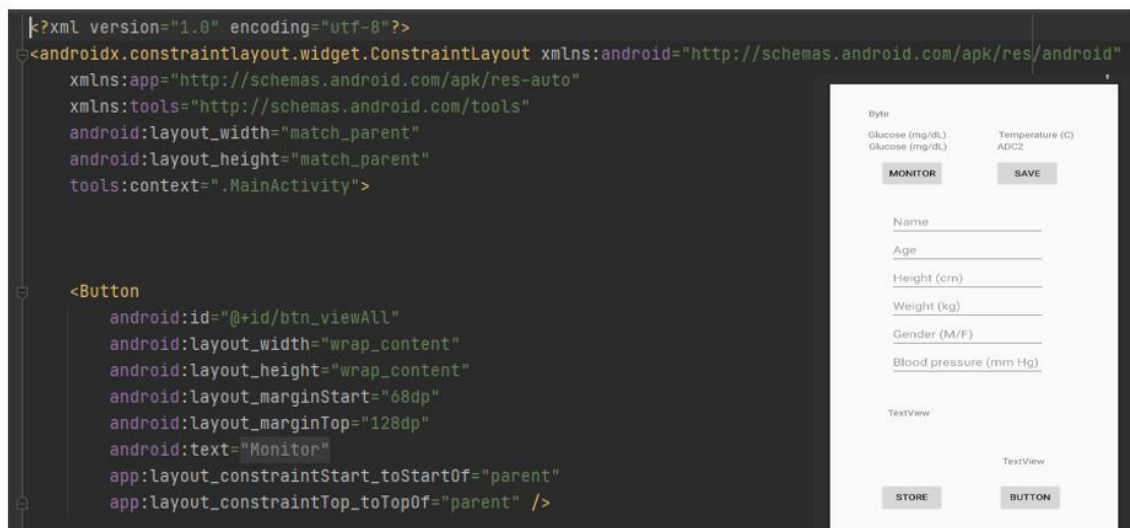 <?xml version="1.0" encoding="utf-8"?>
<androidx.constraintlayout.widget.ConstraintLayout xmlns:android="http://schemas.android.com/apk/res/android"
xmlns:app="http://schemas.android.com/apk/res-auto"
xmlns:tools="http://schemas.android.com/tools"
android:layout_width="match_parent"
android:layout_height="match_parent"
tools:context=".MainActivity">
<Button
android:id="@+id/btn_viewAll"
android:layout_width="wrap_content"
android:layout_height="wrap_content"
android:layout_marginStart="68dp"
android:layout_marginTop="128dp"
android:text="Monitor"
app:layout_constraintStart_toStartOf="parent"
app:layout_constraintTop_toTopOf="parent" />
Byte
Glucose (mg/dL) Temperature (C)
Glucose (mg/dL) ADC2
MONITOR SAVE
Name
Age
Height (cm)
Weight (kg)
Gender (M/F)
Blood pressure (mm Hg)
TextView
TextView
STORE BUTTON